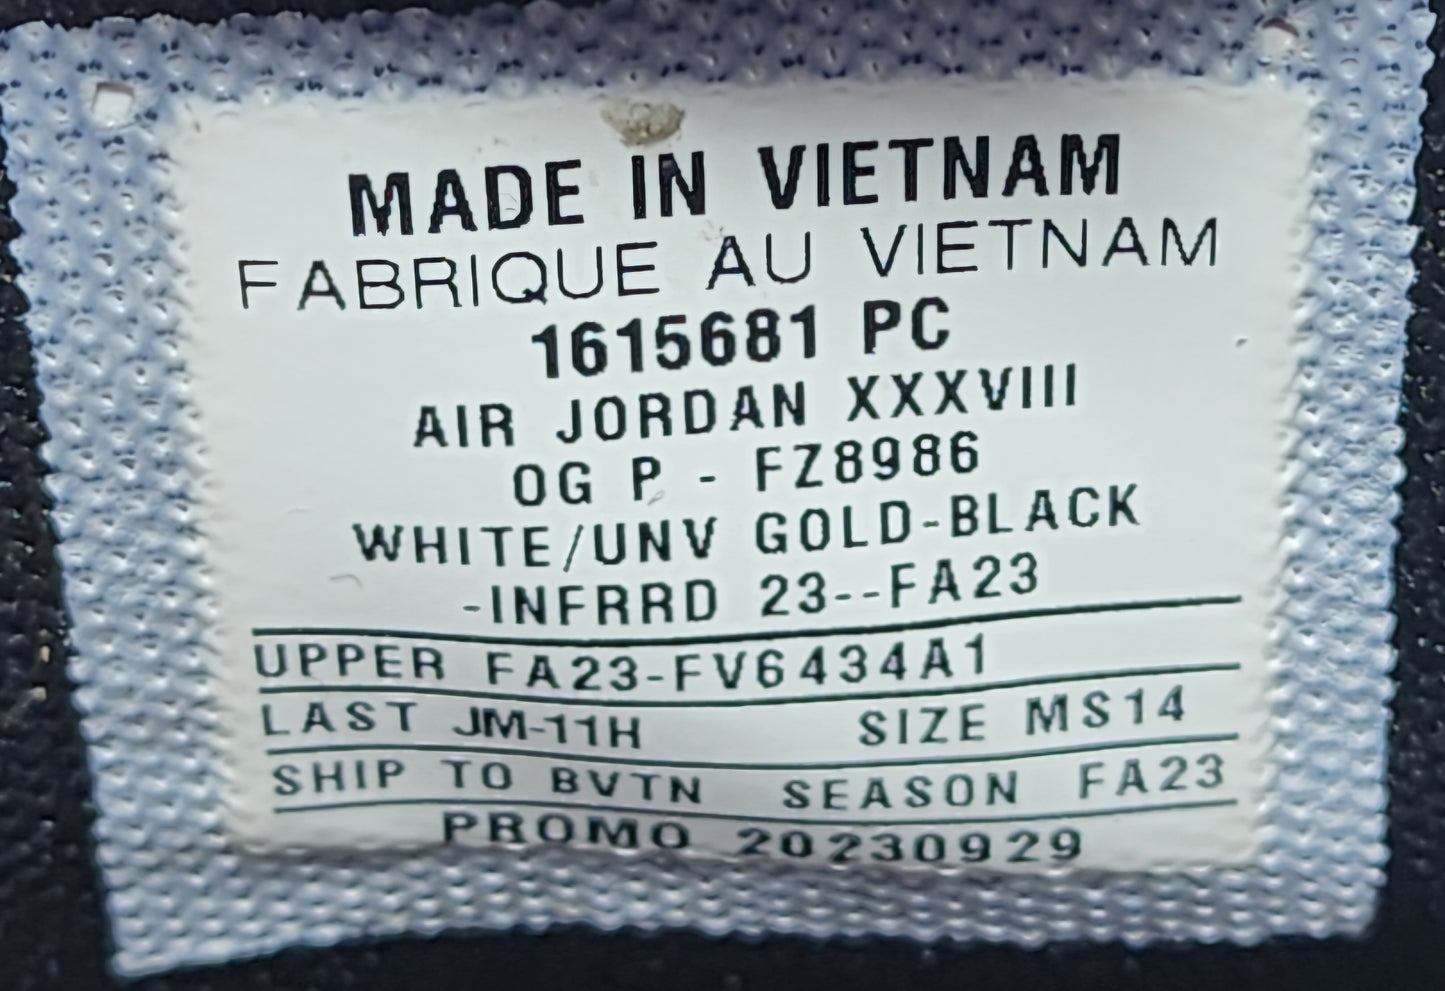 MADE IN VIETNAM
FABRIQUE AU VIETNAM
1615681 PC
AIR JORDAN XXXVIII
OG P - FZ8986
WHITE/UNV GOLD-BLACK
-INFRRD 23--FA23
UPPER FA23-FV6434A1
LAST JM-11H SIZE MS14
SHIP TO BVTN SEASON FA23
PROMO 20230929